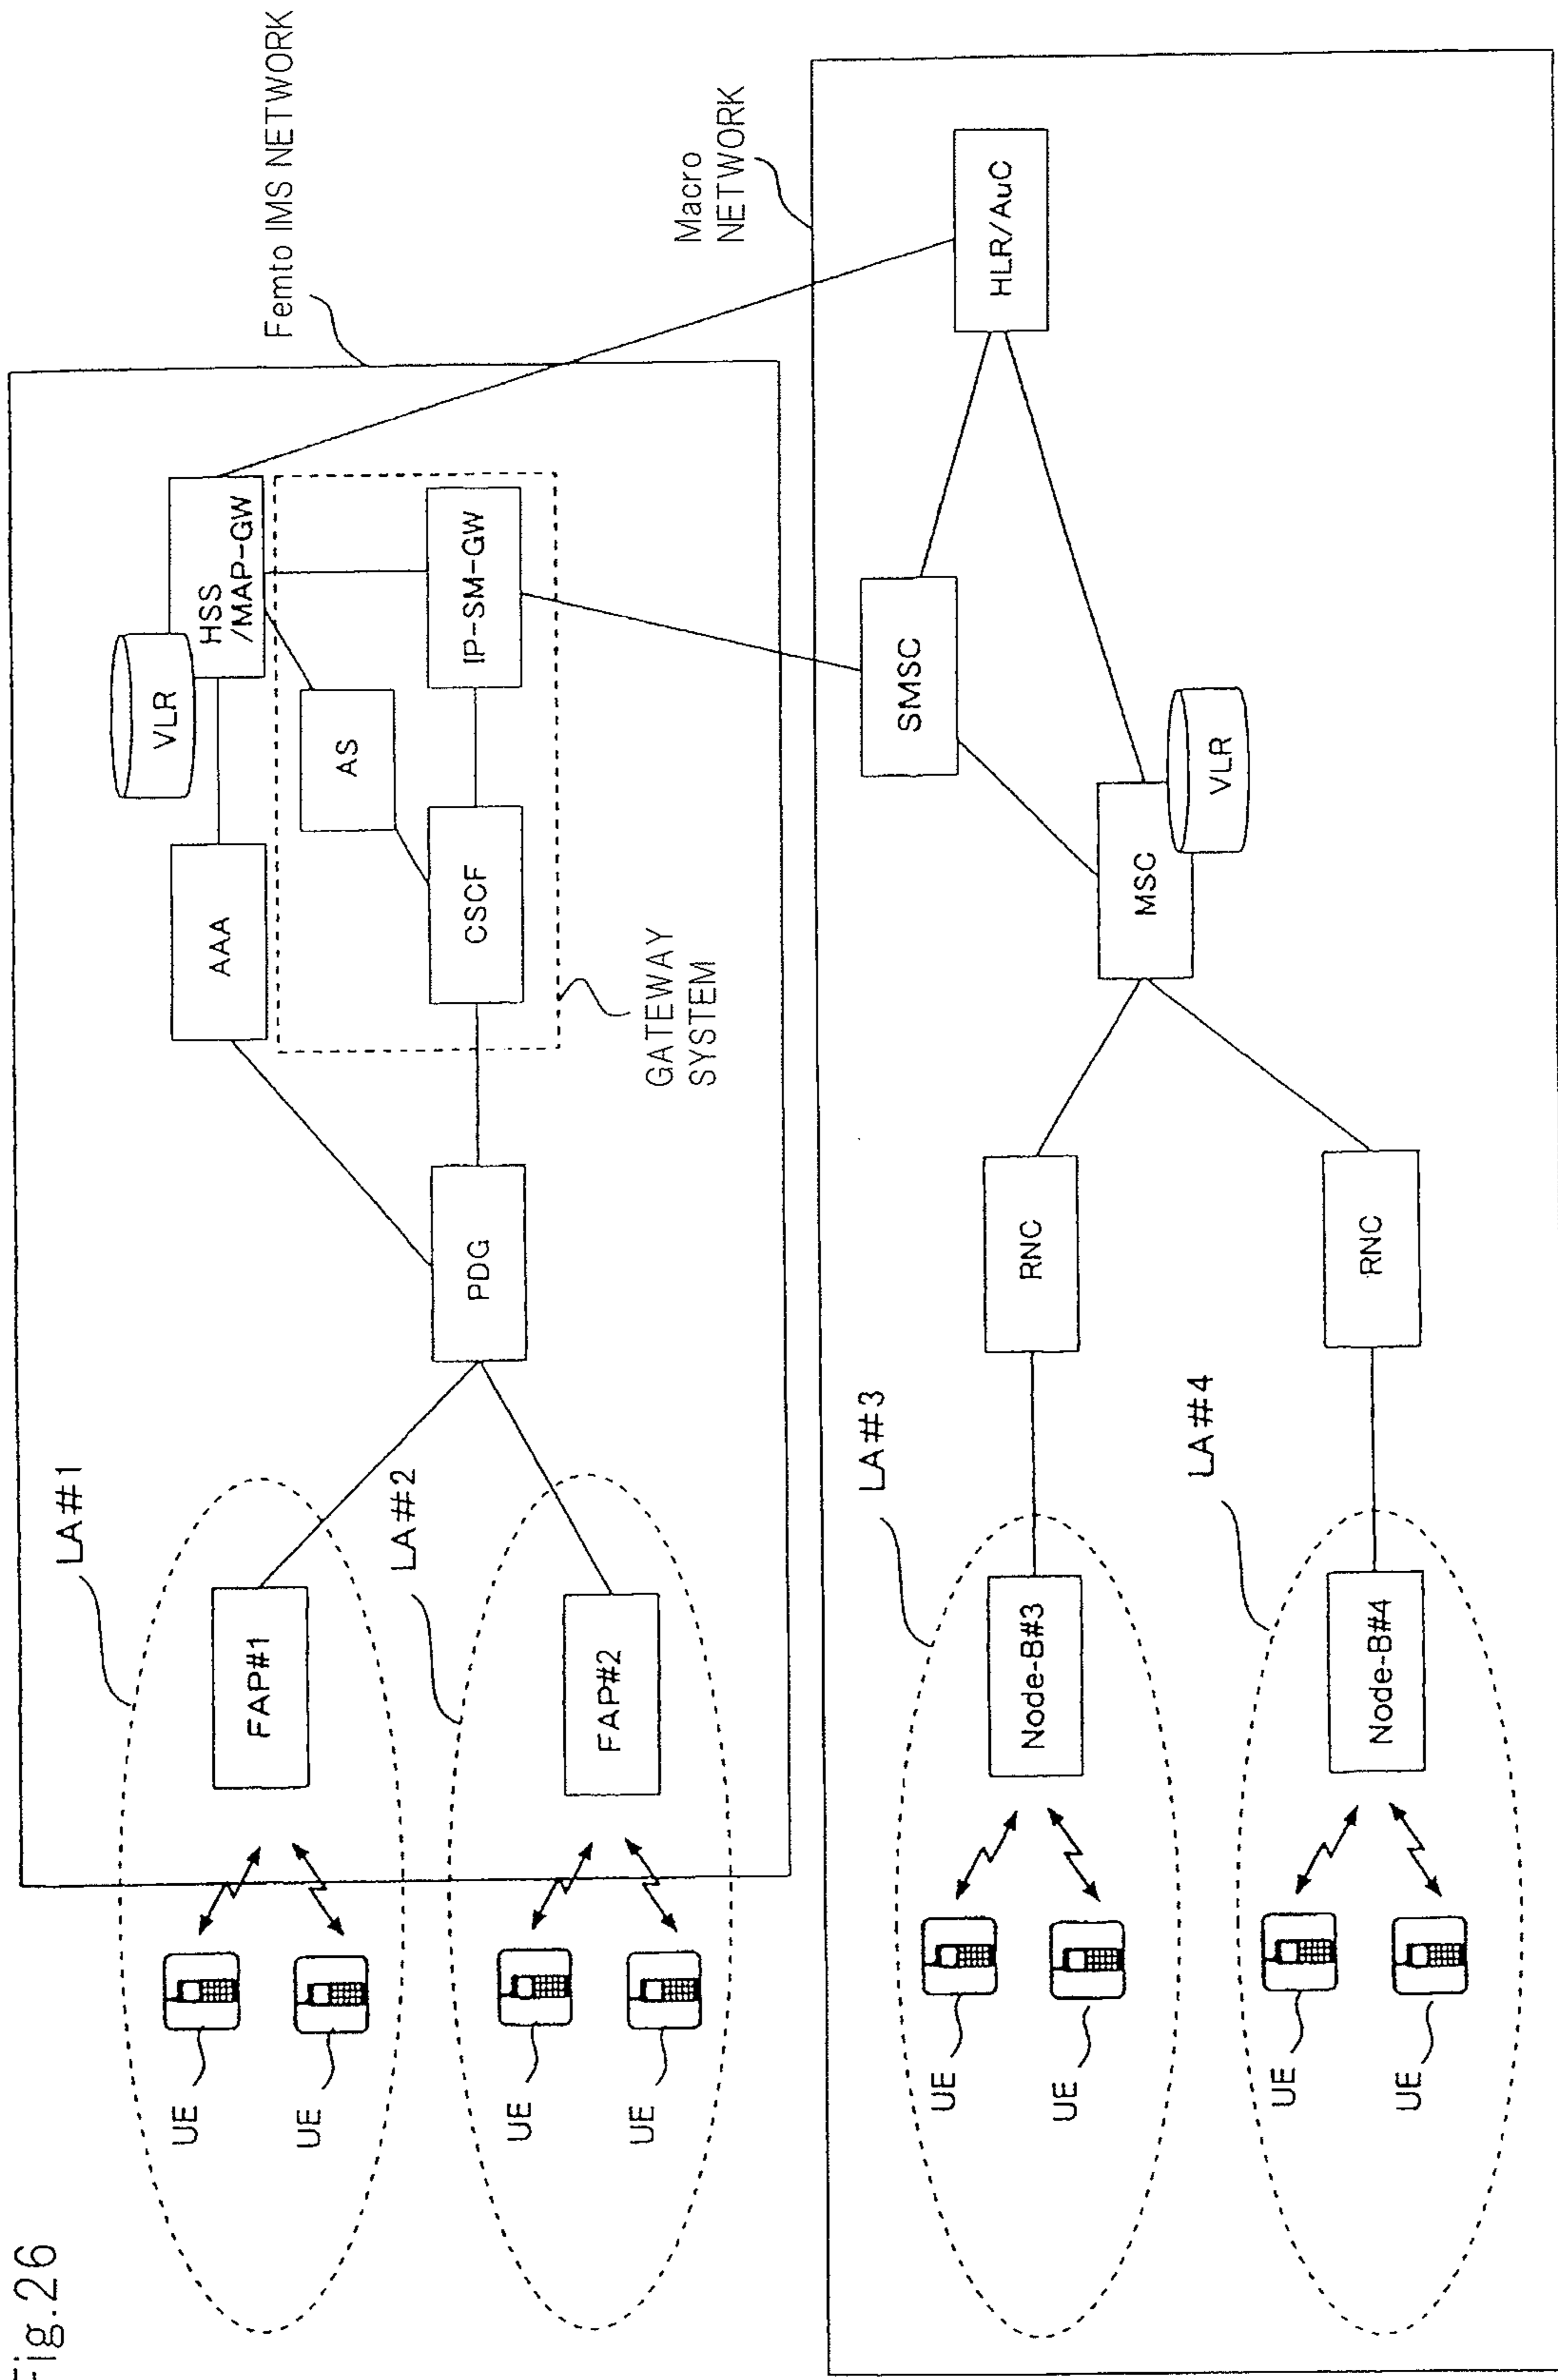 Fig.26
Femto IMS NETWORK
LA#1
UE
UE
FAP#1
LA#2
UE
UE
FAP#2
PDG
AAA
VLR
HSS
/MAP-GW
AS
CSCF
IP-SM-GW
GATEWAY
SYSTEM
Macro
NETWORK
LA#3
UE
UE
Node-B#3
RNC
LA#4
UE
UE
Node-B#4
RNC
MSC
VLR
SMSC
HLR/AuC